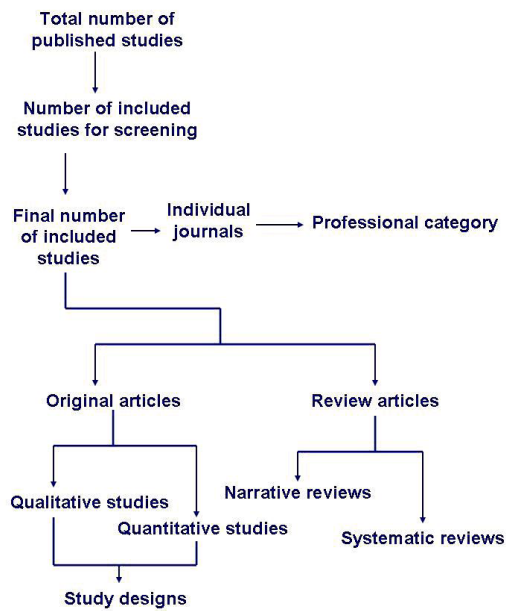 Total number of
published studies
Number of included
studies for screening
Final number
of included
studies
Individual
journals
Professional category
Original articles
Review articles
Qualitative studies
Quantitative studies
Narrative reviews
Systematic reviews
Study designs